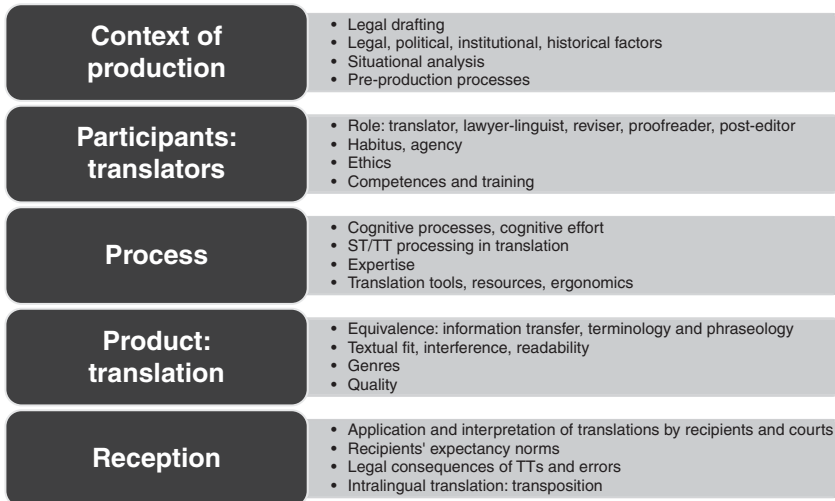 Context of
production
• Legal drafting
• Legal, political, institutional, historical factors
• Situational analysis
• Pre-production processes
Participants:
translators
• Role: translator, lawyer-linguist, reviser, proofreader, post-editor
• Habitus, agency
• Ethics
• Competences and training
Process
• Cognitive processes, cognitive effort
• ST/TT processing in translation
• Expertise
• Translation tools, resources, ergonomics
Product:
translation
• Equivalence: information transfer, terminology and phraseology
• Textual fit, interference, readability
• Genres
• Quality
Reception
• Application and interpretation of translations by recipients and courts
• Recipients' expectancy norms
• Legal consequences of TTs and errors
• Intralingual translation: transposition